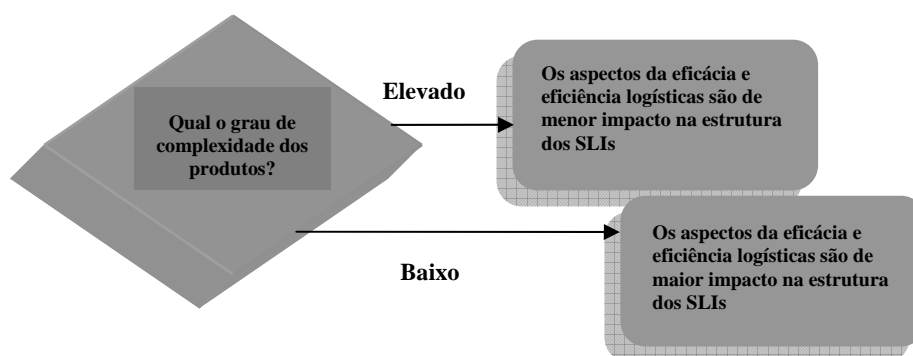 Qual o grau de
complexidade dos
produtos?
Elevado
Os aspectos da eficácia e
eficiência logísticas são de
menor impacto na estrutura
dos SLIs
Baixo
Os aspectos da eficácia e
eficiência logísticas são de
maior impacto na estrutura
dos SLIs